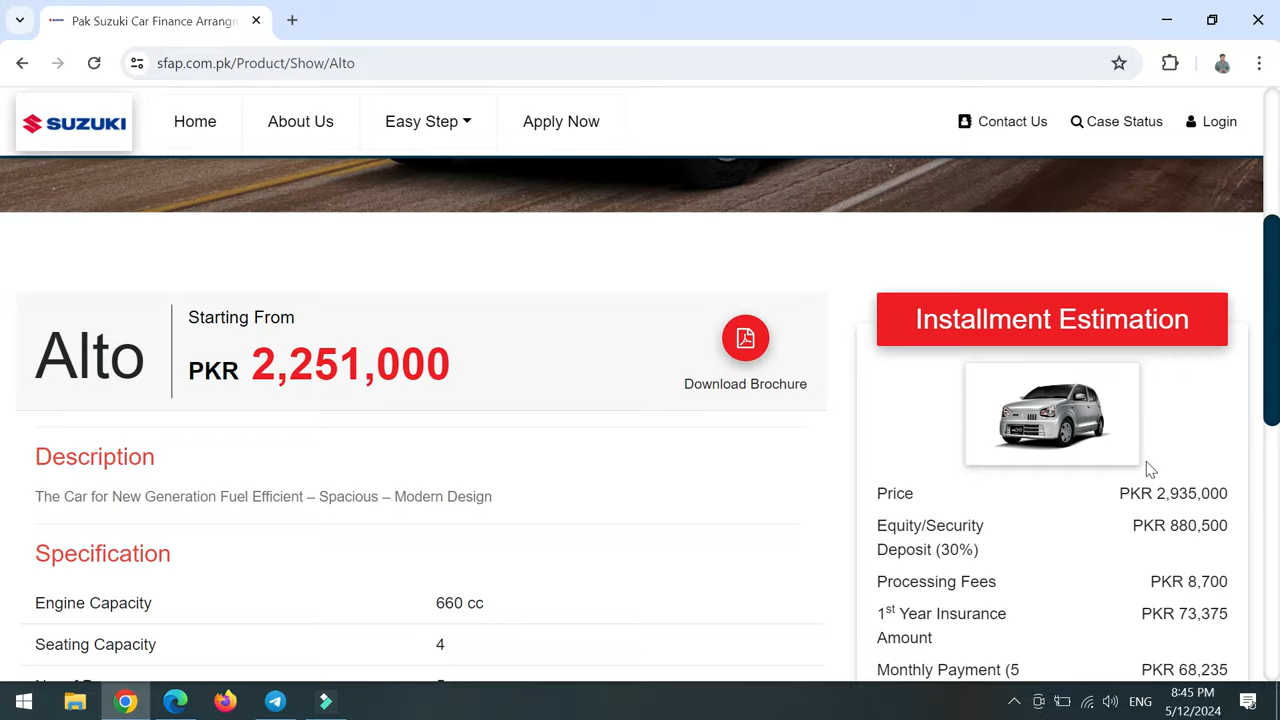 Pak Suzuki Car Finance Arrangm
sfap.com.pk/Product/Show/Alto
SUZUKI
Home
About Us
Easy Step
Apply Now
Contact Us
Case Status
Login
Alto
Starting From
PKR 2,251,000
Download Brochure
Description
The Car for New Generation Fuel Efficient – Spacious – Modern Design
Specification
Engine Capacity 660 cc
Seating Capacity 4
Installment Estimation
Price PKR 2,935,000
Equity/Security PKR 880,500
Deposit (30%)
Processing Fees PKR 8,700
1st Year Insurance PKR 73,375
Amount
Monthly Payment (5 PKR 68,235
ENG
8:45 PM
5/12/2024